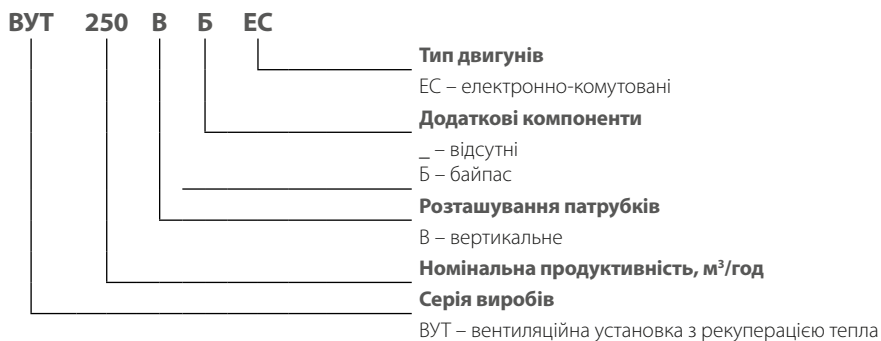 ВУТ 250 В Б ЕС
Тип двигунів
ЕС – електронно-комутовані
Додаткові компоненти
_ – відсутні
Б – байпас
Розташування патрубків
В – вертикальне
Номінальна продуктивність, м³/год
Серія виробів
ВУТ – вентиляційна установка з рекуперацією тепла